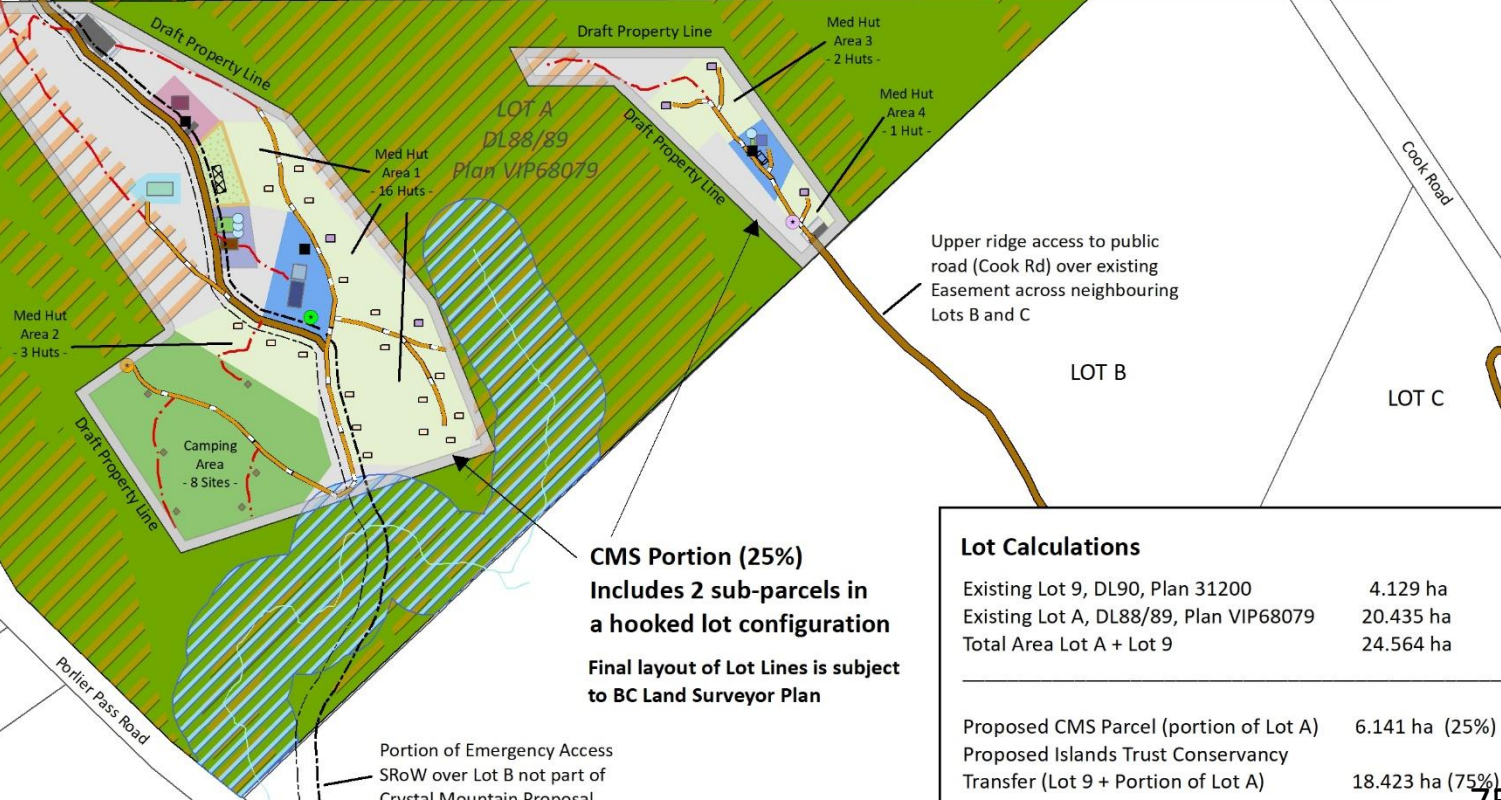 Draft Property Line
Draft Property Line
Med Hut
Area 3
- 2 Huts -
Med Hut
Area 4
- 1 Hut -
LOT A
DL88/89
Plan VIP68079
Draft Property Line
Med Hut
Area 1
- 16 Huts -
Cook Road
Upper ridge access to public
road (Cook Rd) over existing
Easement across neighbouring
Lots B and C
Med Hut
Area 2
- 3 Huts -
LOT B
LOT C
Camping
Area
- 8 Sites -
Draft Property Line
CMS Portion (25%)
Includes 2 sub-parcels in
a hooked lot configuration
Final layout of Lot Lines is subject
to BC Land Surveyor Plan
Porlier Pass Road
Portion of Emergency Access
SRoW over Lot B not part of
Crystal Mountain Proposal
Lot Calculations
Existing Lot 9, DL90, Plan 31200 4.129 ha
Existing Lot A, DL88/89, Plan VIP68079 20.435 ha
Total Area Lot A + Lot 9 24.564 ha
Proposed CMS Parcel (portion of Lot A) 6.141 ha (25%)
Proposed Islands Trust Conservancy
Transfer (Lot 9 + Portion of Lot A) 18.423 ha (75%)